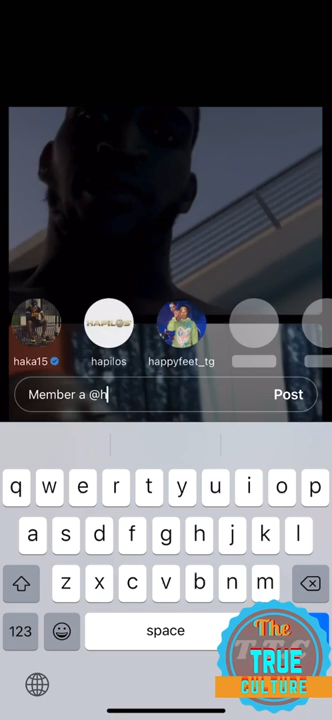 HAPILOS
haka15
hapilos
happyfeet_tg
Member a @h
Post
q w e r t y u i o p
a s d f g h j k l
z x c v b n m
123
space
The
TRUE
CULTURE